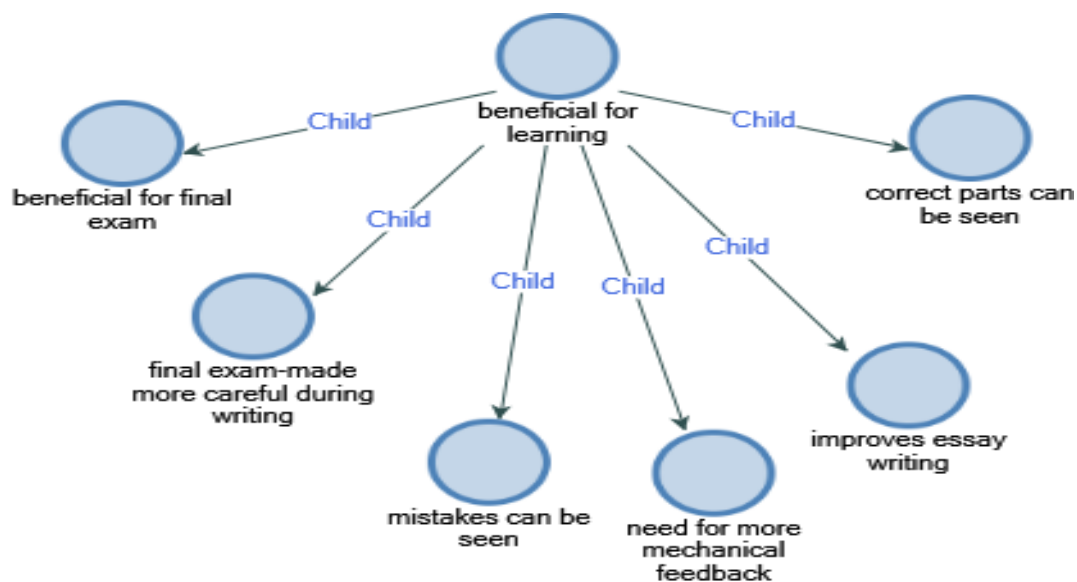 beneficial for
learning
Child
Child
beneficial for final
exam
correct parts can
be seen
Child
Child
Child
Child
final exam-made
more careful during
writing
improves essay
writing
mistakes can be
seen
need for more
mechanical
feedback